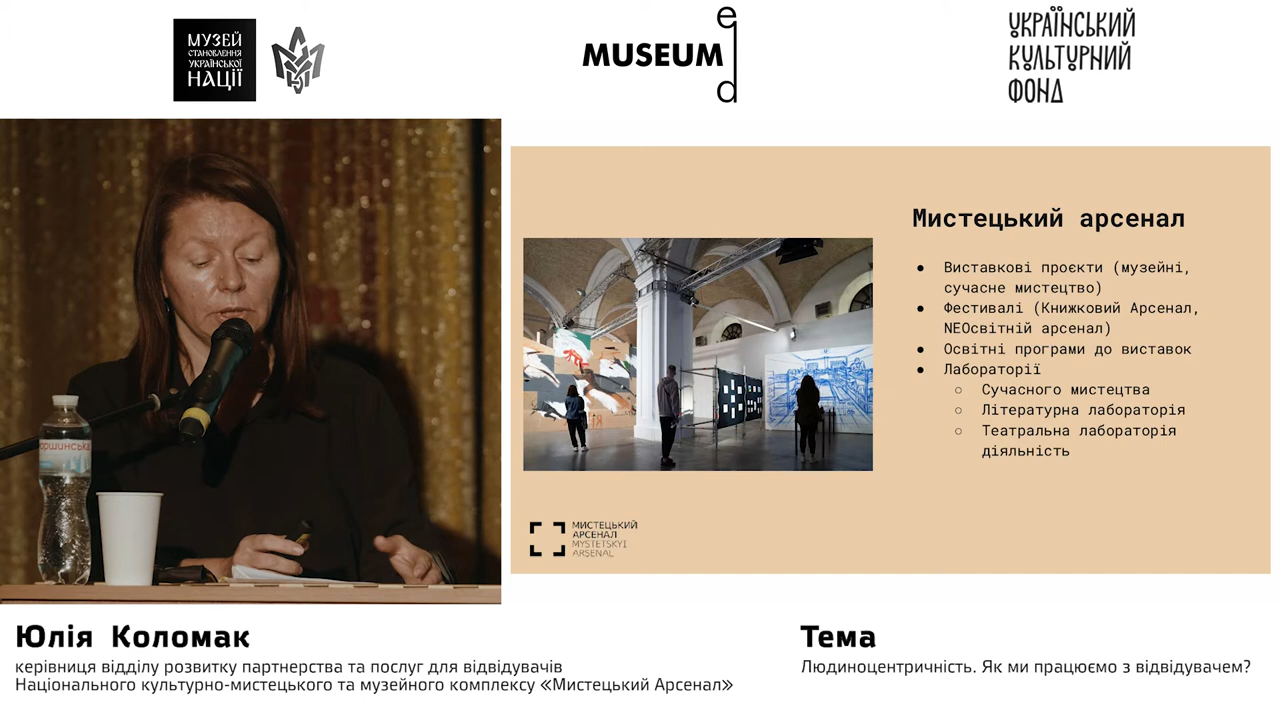 МУЗЕЙ
СТАНОВЛЕННЯ
УКРАЇНСЬКОЇ
НАЦІЇ
MUSEUM
ed
УКРАЇНСЬКИЙ
КУЛЬТУРНИЙ
ФОНД
Мистецький арсенал
● Виставкові проєкти (музейні,
сучасне мистецтво)
● Фестивалі (Книжковий Арсенал,
NEОсвітній арсенал)
● Освітні програми до виставок
● Лабораторії
○ Сучасного мистецтва
○ Літературна лабораторія
○ Театральна лабораторія
діяльність
МИСТЕЦЬКИЙ
АРСЕНАЛ
MYSTETSKYI
ARSENAL
Юлія Коломак
керівниця відділу розвитку партнерства та послуг для відвідувачів
Національного культурно-мистецького та музейного комплексу «Мистецький Арсенал»
Тема
Людиноцентричність. Як ми працюємо з відвідувачем?